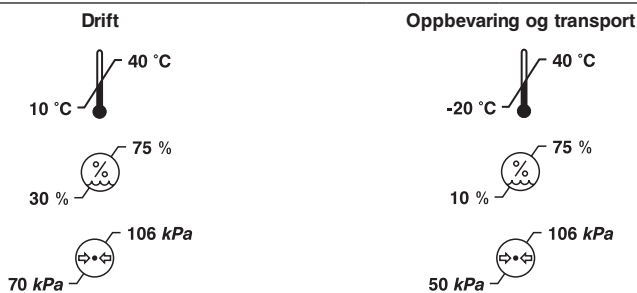 Drift
40 °C
10 °C
75 %
%
30 %
106 kPa
70 kPa
Oppbevaring og transport
40 °C
-20 °C
75 %
%
10 %
106 kPa
50 kPa